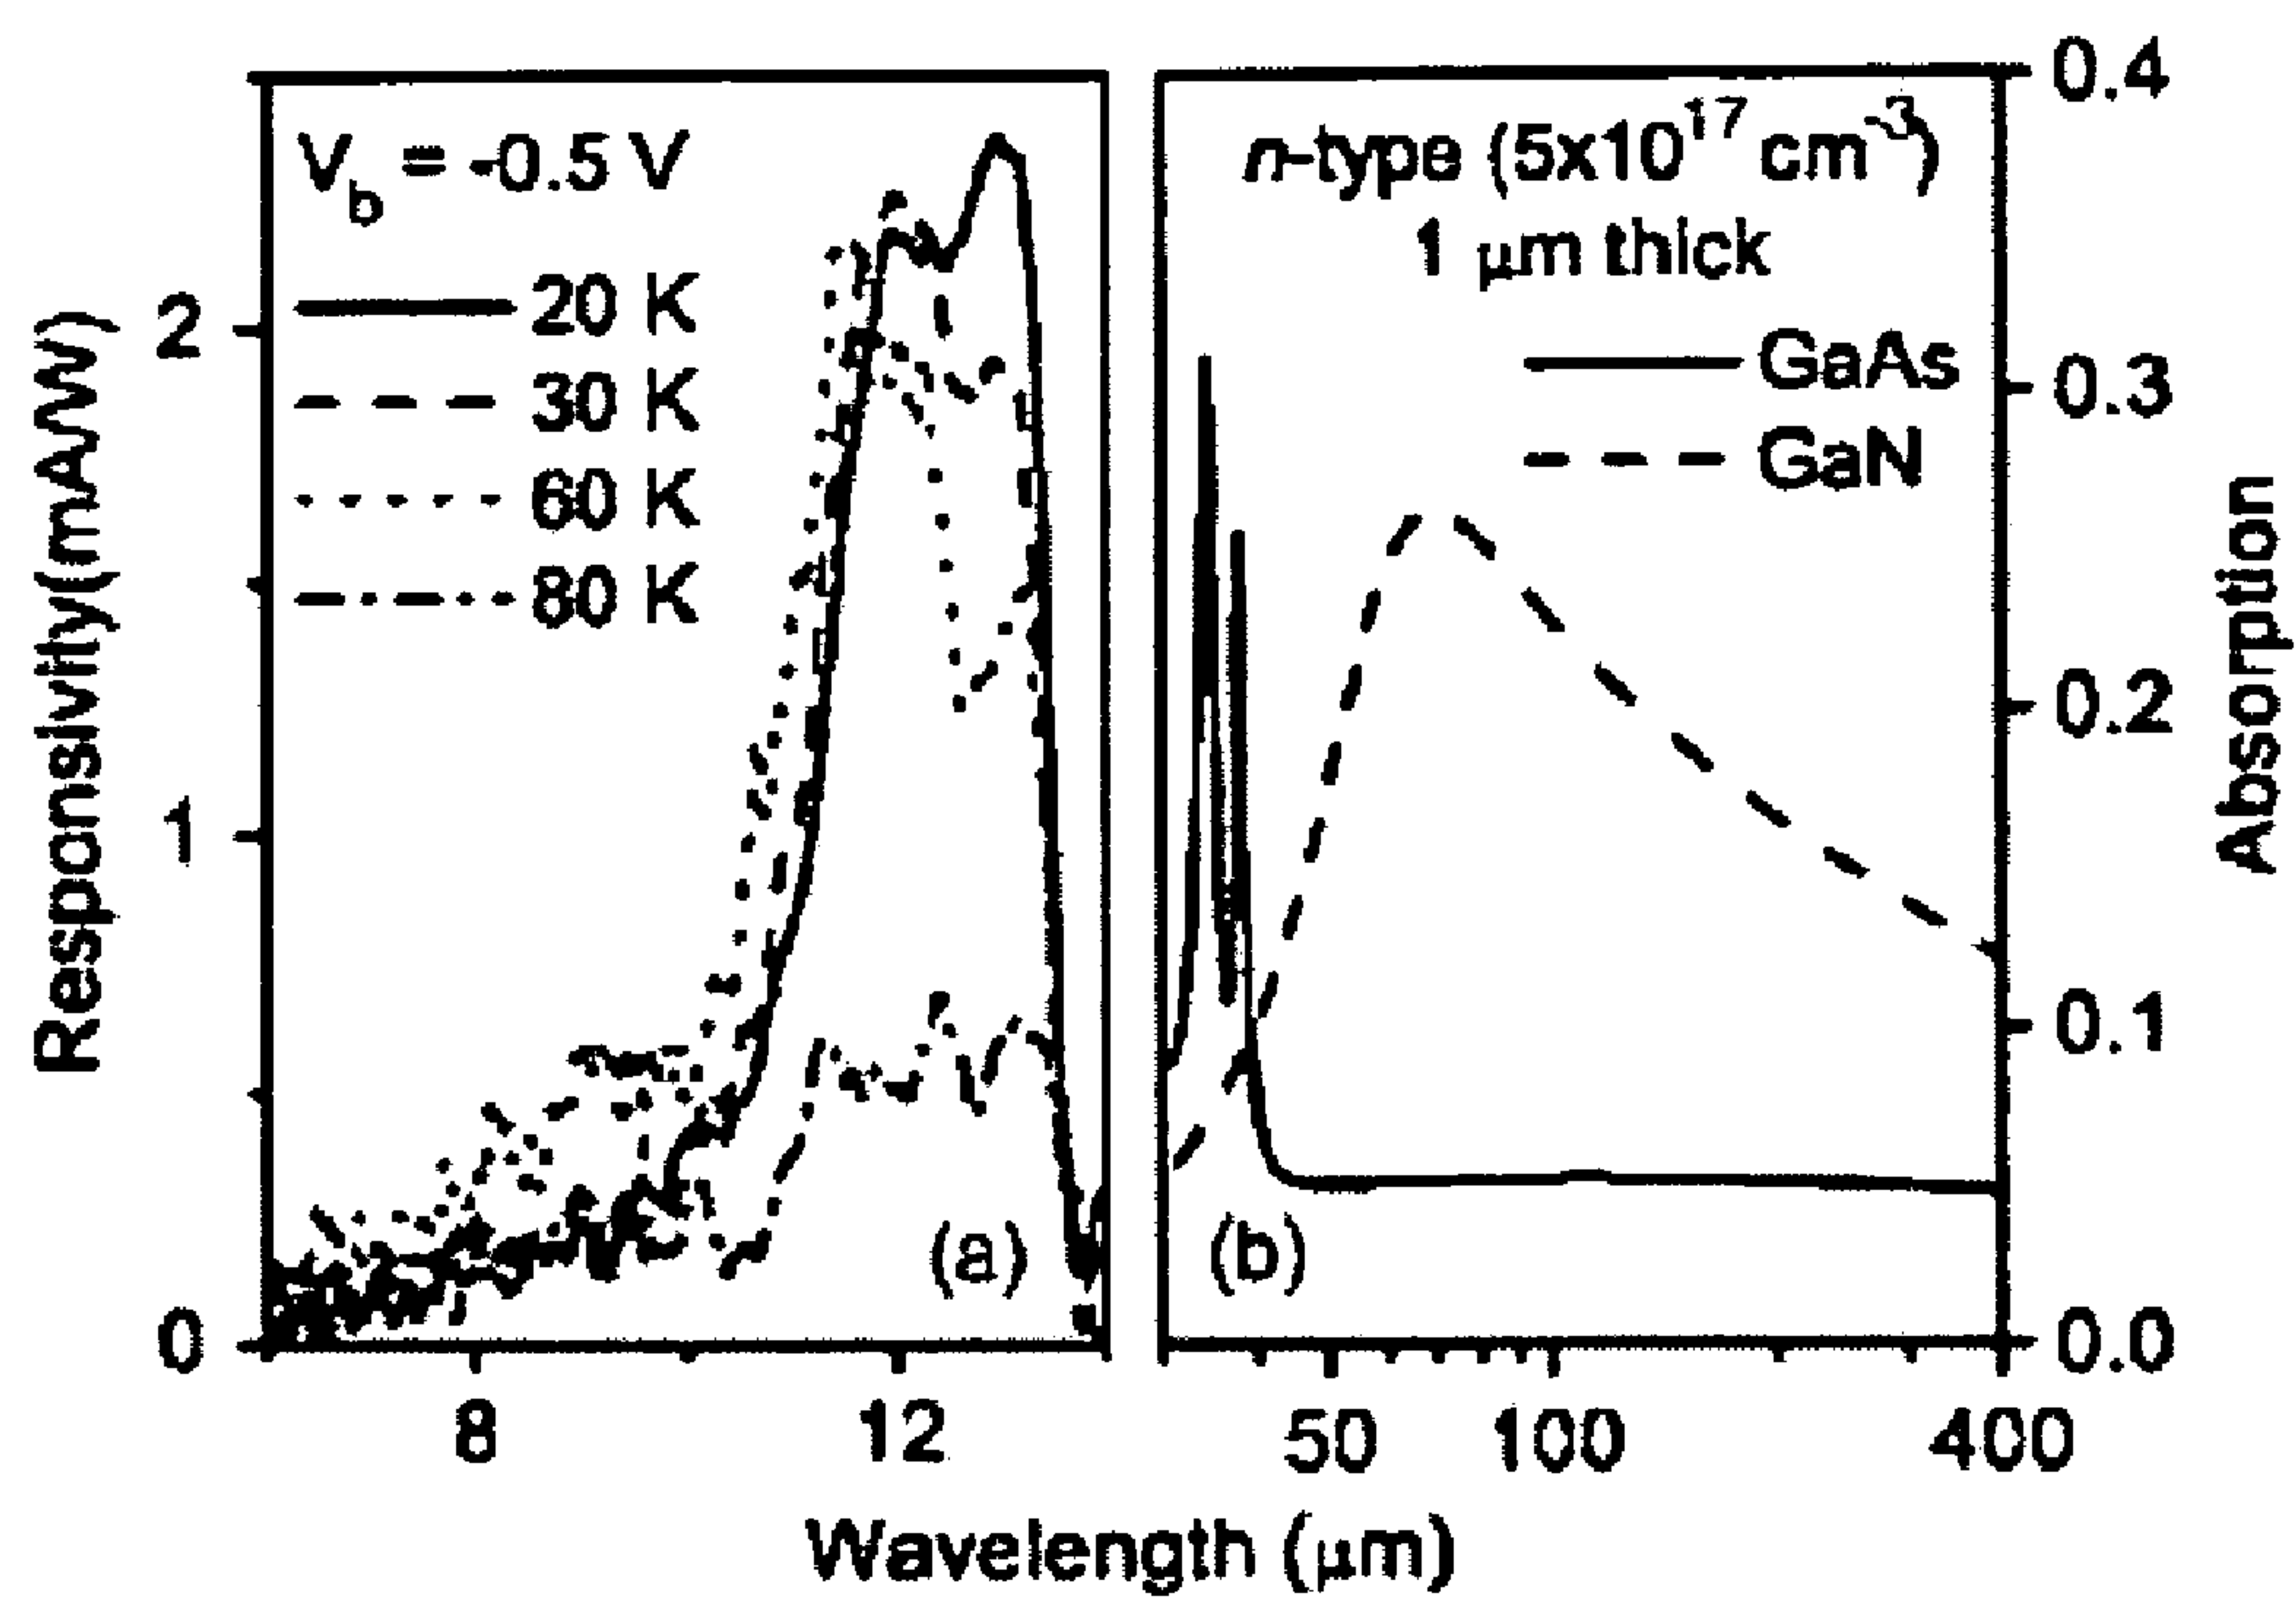 Responsivity(mA/W)
2
1
0
V_b = -0.5 V
20 K
30 K
60 K
80 K
(a)
8
12
n-type (5x10^17 cm^-3)
1 μm thick
GaAs
GaN
(b)
50
100
400
0.4
0.3
0.2
0.1
0.0
Absorption
Wavelength (μm)